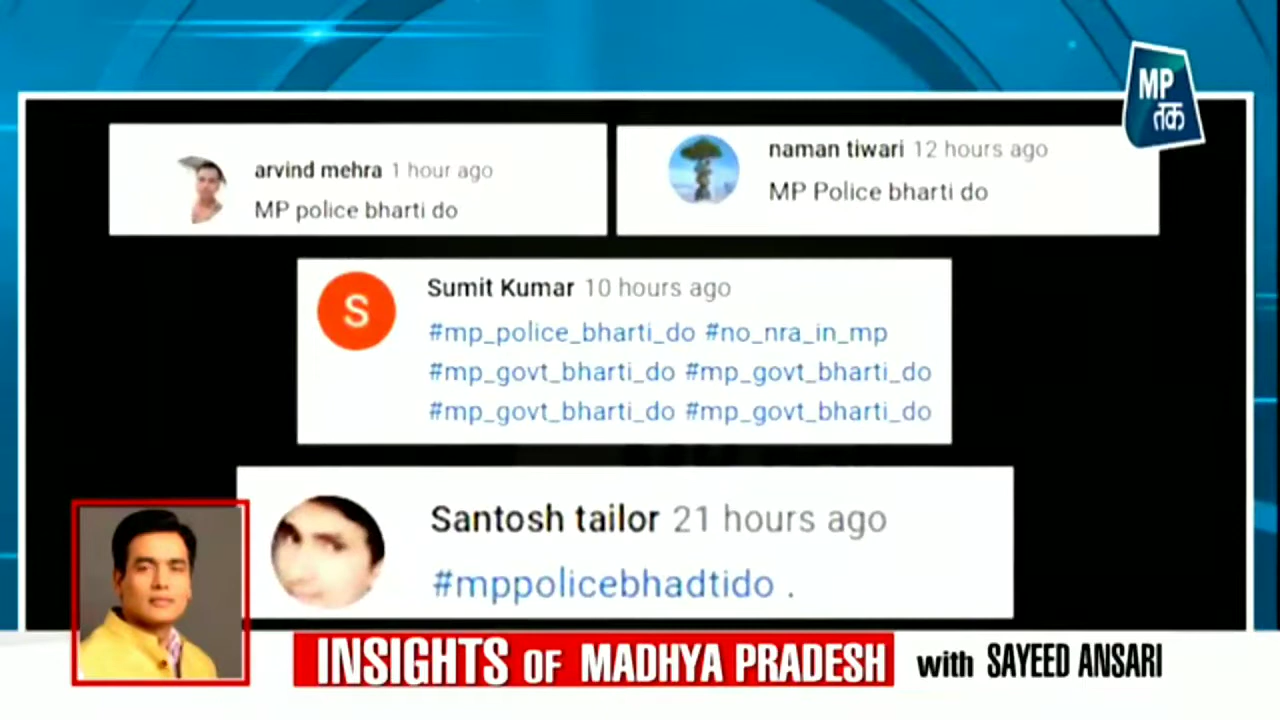 MP
तक
arvind mehra 1 hour ago
MP police bharti do
naman tiwari 12 hours ago
MP Police bharti do
S
Sumit Kumar 10 hours ago
#mp_police_bharti_do #no_nra_in_mp
#mp_govt_bharti_do #mp_govt_bharti_do
#mp_govt_bharti_do #mp_govt_bharti_do
Santosh tailor 21 hours ago
#mppolicebhadtido .
INSIGHTS OF MADHYA PRADESH with SAYEED ANSARI